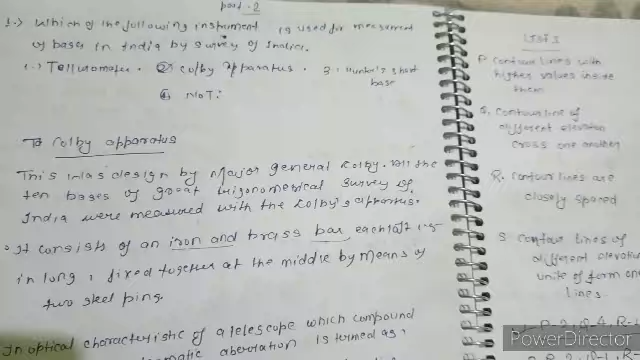 part - 2
1.) Which of the following instrument is used for measurement
of bases in India by survey of India.
1.) Tellurometer. 2) Colby apparatus. 3. Hunter's short
base
4) NOT.
Colby apparatus
This was design by Major general Colby. All the
ten bases of great trigonometrical survey of
India were measured with the Colby's apparatus.
It consists of an iron and brass bar each
in long, fixed together at the middle by means of
two steel pins.
In optical characteristic of a telescope which compound
aberration is termed as
List
P. Contour lines with
higher values inside
them
Q. Contour line of
different elevation
cross one another
R. Contour lines are
closely spaced
S Contour lines of
different elevation
unite of form one
lines.
PowerDirector